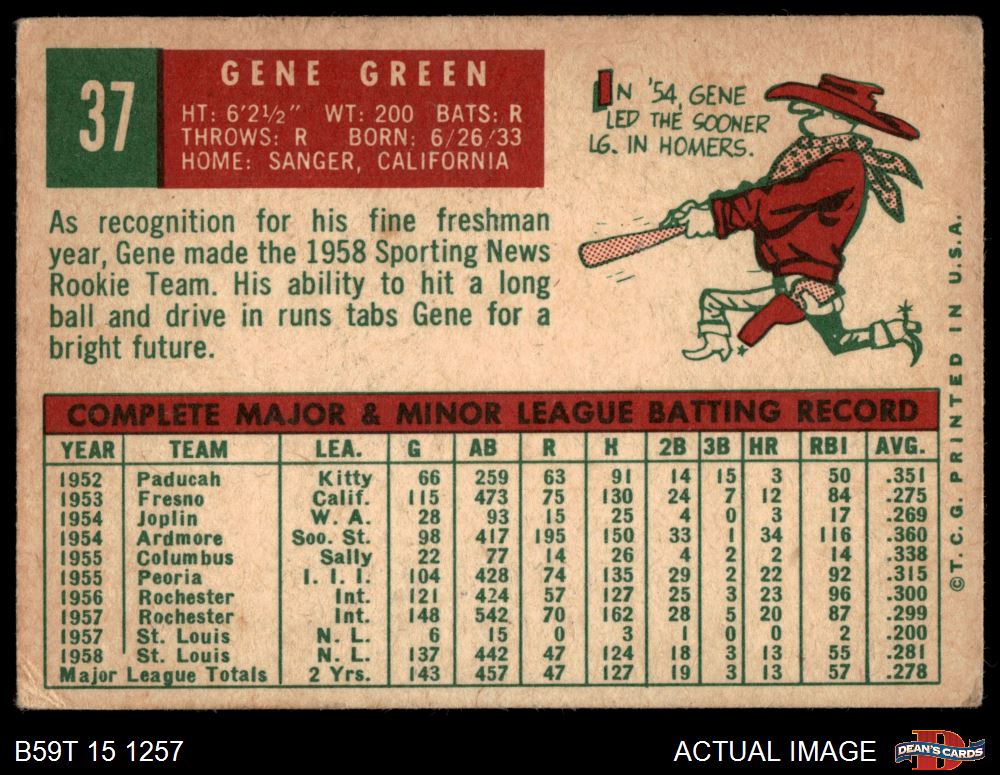 37
GENE GREEN
HT: 6'2½" WT: 200 BATS: R
THROWS: R BORN: 6/26/33
HOME: SANGER, CALIFORNIA
IN '54, GENE
LED THE SOONER
LG. IN HOMERS.
As recognition for his fine freshman
year, Gene made the 1958 Sporting News
Rookie Team. His ability to hit a long
ball and drive in runs tabs Gene for a
bright future.
COMPLETE MAJOR & MINOR LEAGUE BATTING RECORD
YEAR TEAM LEA. G AB R H 2B 3B HR RBI AVG.
1952 Paducah Kitty 66 259 63 91 14 15 3 50 .351
1953 Fresno Calif. 115 473 75 130 24 7 12 84 .275
1954 Joplin W. A. 28 93 15 25 4 0 3 17 .269
1954 Ardmore Soo. St. 98 417 195 150 33 1 34 116 .360
1955 Columbus Sally 22 77 14 26 4 2 2 14 .338
1955 Peoria I. I. I. 104 428 74 135 29 2 22 92 .315
1956 Rochester Int. 121 424 57 127 25 3 23 96 .300
1957 Rochester Int. 148 542 70 162 28 5 20 87 .299
1957 St. Louis N. L. 6 15 0 3 1 0 0 2 .200
1958 St. Louis N. L. 137 442 47 124 18 3 13 55 .281
Major League Totals 2 Yrs. 143 457 47 127 19 3 13 57 .278
©T. C. G. PRINTED IN U.S.A.
B59T 15 1257
ACTUAL IMAGE
DEAN'S CARDS